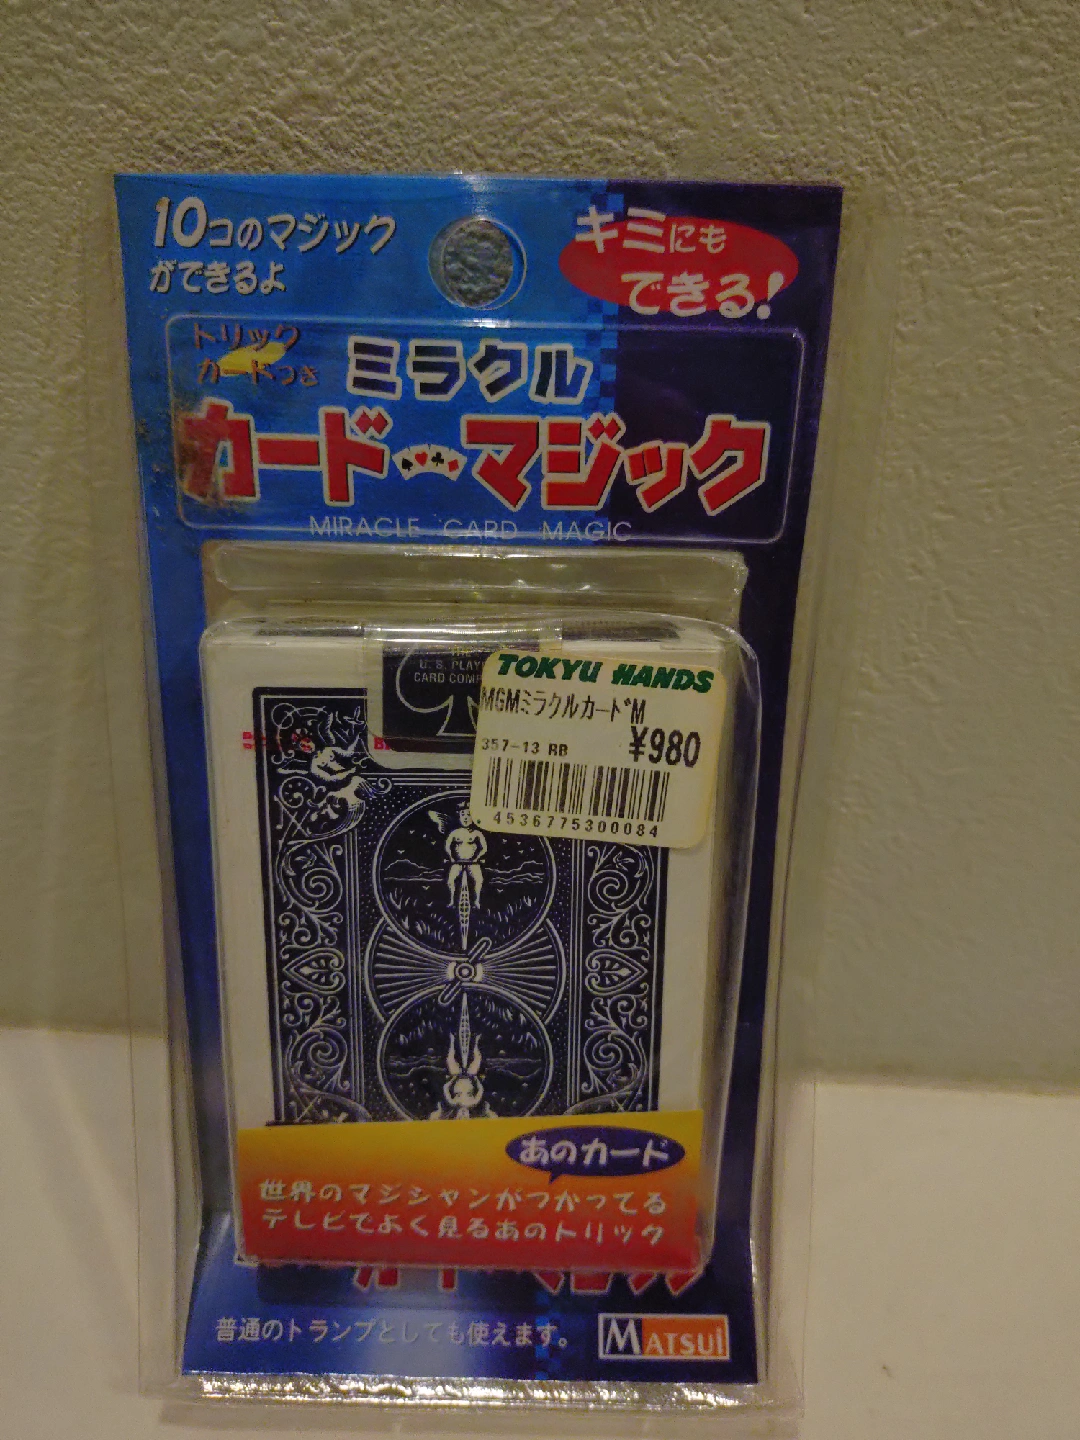 10コのマジック
ができるよ
キミにも
できる!
トリック
カードつき
ミラクル
カード マジック
MIRACLE CARD MAGIC
U. S. PLAY
CARD COMP
TOKYU HANDS
MGMミラクルカードM
¥980
357-13 RB
4536775300084
あのカード
世界のマジシャンがつかってる
テレビでよく見るあのトリック
普通のトランプとしても使えます。
MATSUI